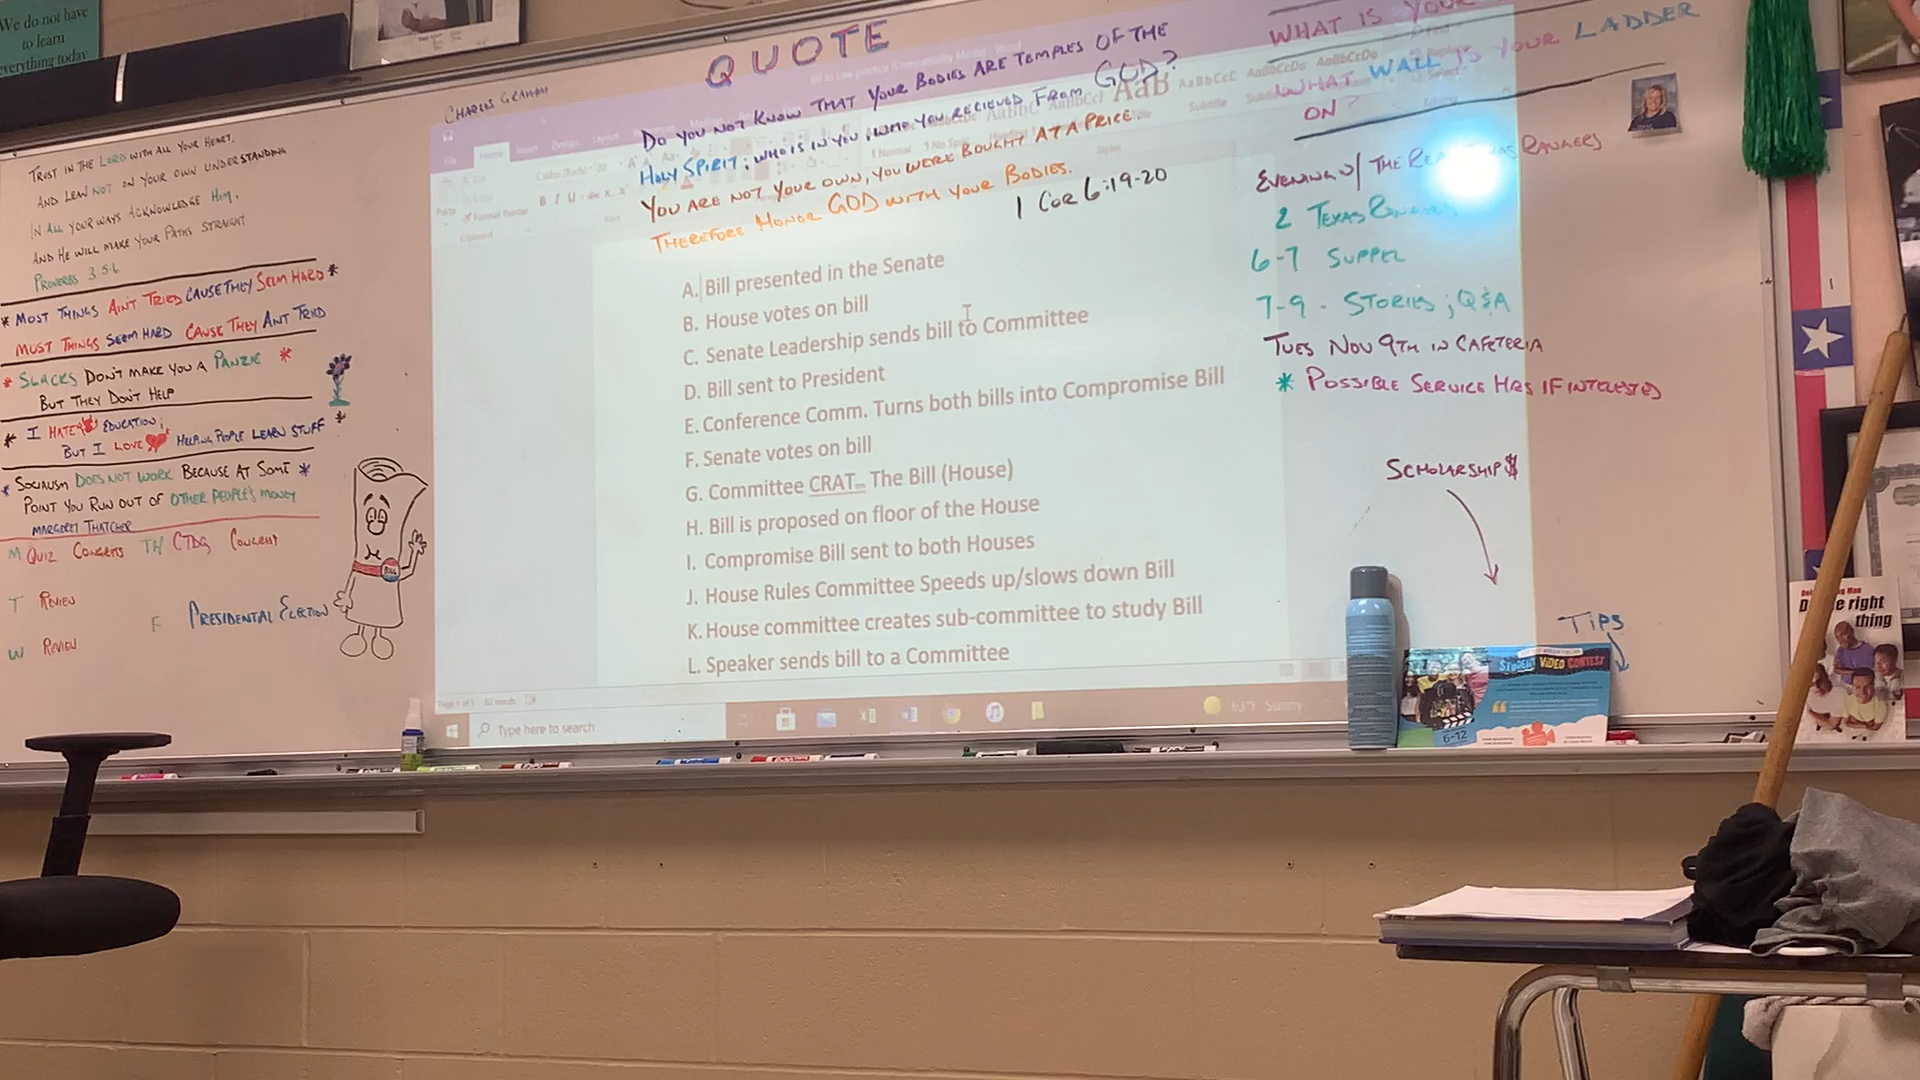 We do not have
to learn
everything today
TRUST IN THE LORD WITH ALL YOUR HEART,
AND LEAN NOT ON YOUR OWN UNDERSTANDING
IN ALL YOUR WAYS ACKNOWLEDGE HIM,
AND HE WILL MAKE YOUR PATHS STRAIGHT
PROVERBS 3:5-6
* MOST THINGS AIN'T TRIED CAUSE THEY SEEM HARD *
MUST THINGS SEEM HARD CAUSE THEY ANT TRIED
* SLACKS DON'T MAKE YOU A PANZIE *
BUT THEY DON'T HELP
* I HATE EDUCATION; *
BUT I LOVE HELPING PEOPLE LEARN STUFF
* SOCIALISM DOES NOT WORK BECAUSE AT SOME *
POINT YOU RUN OUT OF OTHER PEOPLE'S MONEY
MARGARET THATCHER
M QUIZ CONGRESS TH CTDG
T REVIEW
F PRESIDENTIAL ELECTION
W REVIEW
BILL
CHARLES GRAHAM
QUOTE
DO YOU NOT KNOW THAT YOUR BODIES ARE TEMPLES OF THE
HOLY SPIRIT; WHO IS IN YOU, WHO YOU RECIEVED FROM GOD?
YOU ARE NOT YOUR OWN, YOU WERE BOUGHT AT A PRICE
THEREFORE HONOR GOD WITH YOUR BODIES.
1 COR 6:19-20
A. Bill presented in the Senate
B. House votes on bill
C. Senate Leadership sends bill to Committee
D. Bill sent to President
E. Conference Comm. Turns both bills into Compromise Bill
F. Senate votes on bill
G. Committee CRAT... The Bill (House)
H. Bill is proposed on floor of the House
I. Compromise Bill sent to both Houses
J. House Rules Committee Speeds up/slows down Bill
K. House committee creates sub-committee to study Bill
L. Speaker sends bill to a Committee
Page 1 of 1 62 words
Type here to search
63°F Sunny
WHAT IS YOUR
WHAT WALL IS YOUR LADDER
ON?
EVENING W/ THE RANGERS
2 TEXAS
6-7 SUPPER
7-9 - STORIES; Q&A
TUES NOV 9TH IN CAFETERIA
* POSSIBLE SERVICE HRS IF INTERESTED
SCHOLARSHIP$
TIPS
STUDENT VIDEO CONTEST
6-12
right
thing